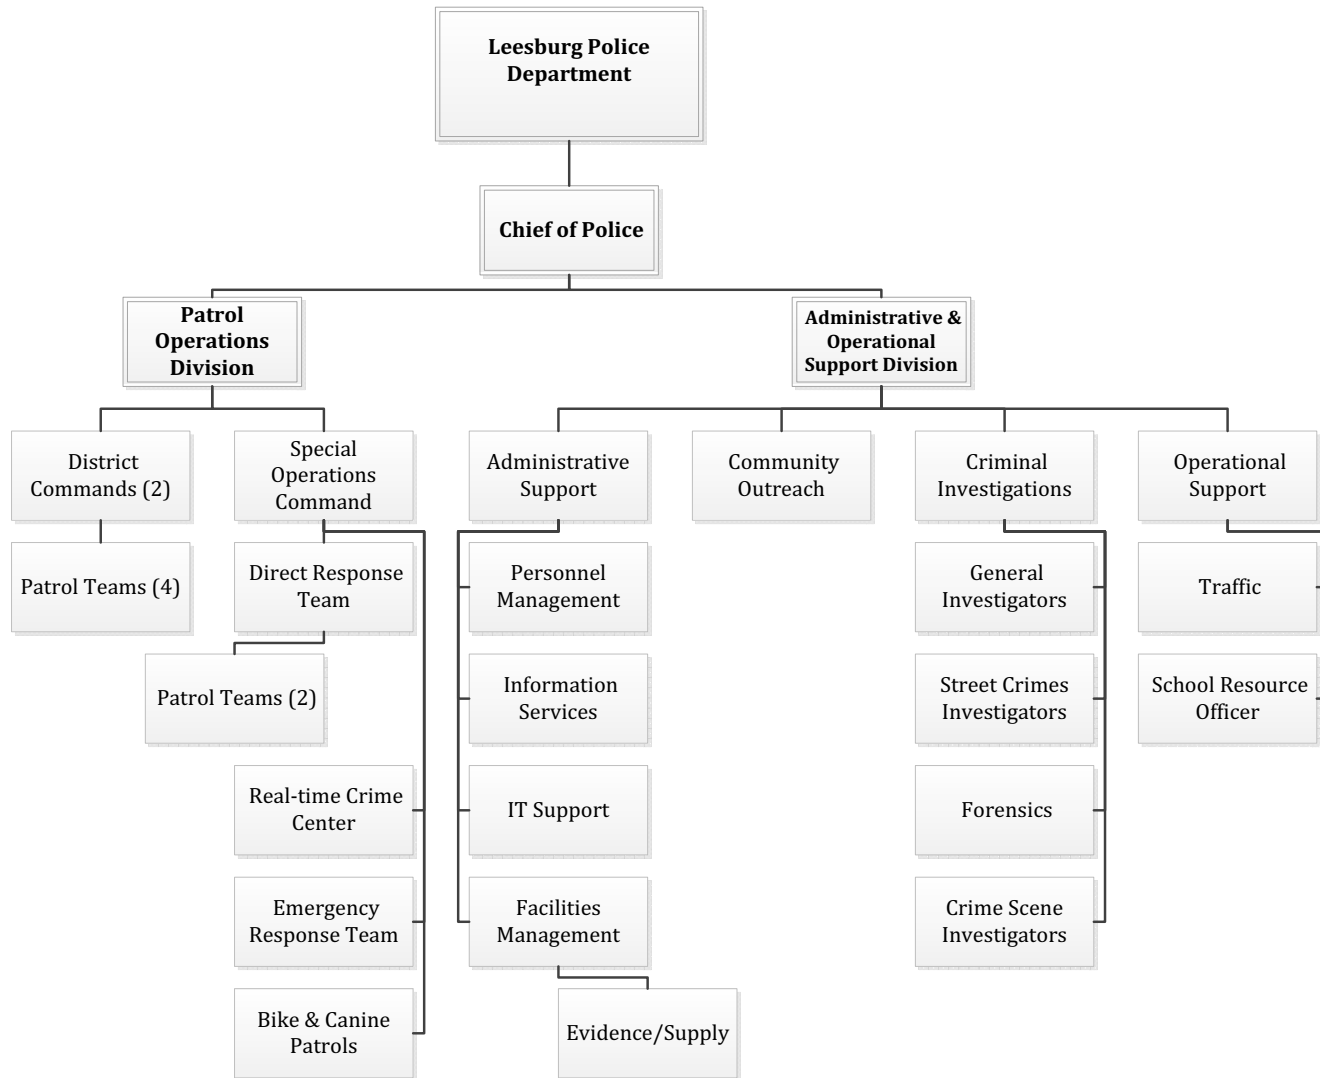 Leesburg Police
Department
Chief of Police
Patrol
Operations
Division
Administrative &
Operational
Support Division
District
Commands (2)
Special
Operations
Command
Administrative
Support
Community
Outreach
Criminal
Investigations
Operational
Support
Patrol Teams (4)
Direct Response
Team
Personnel
Management
General
Investigators
Traffic
Patrol Teams (2)
Information
Services
Street Crimes
Investigators
School Resource
Officer
Real-time Crime
Center
IT Support
Forensics
Emergency
Response Team
Facilities
Management
Crime Scene
Investigators
Bike & Canine
Patrols
Evidence/Supply